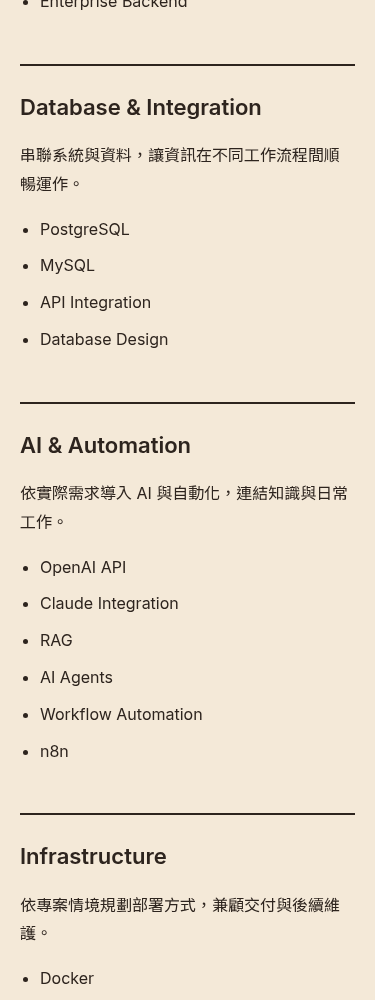 Enterprise Backend
Database & Integration
串聯系統與資料，讓資訊在不同工作流程間順
暢運作。
PostgreSQL
MySQL
API Integration
Database Design
AI & Automation
依實際需求導入 AI 與自動化，連結知識與日常
工作。
OpenAI API
Claude Integration
RAG
AI Agents
Workflow Automation
n8n
Infrastructure
依專案情境規劃部署方式，兼顧交付與後續維
護。
Docker